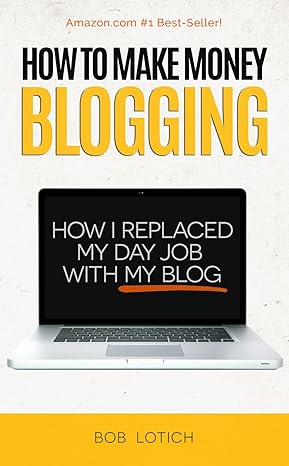 Amazon.com #1 Best-Seller!
HOW TO MAKE MONEY
BLOGGING
HOW I REPLACED
MY DAY JOB
WITH MY BLOG
BOB LOTICH